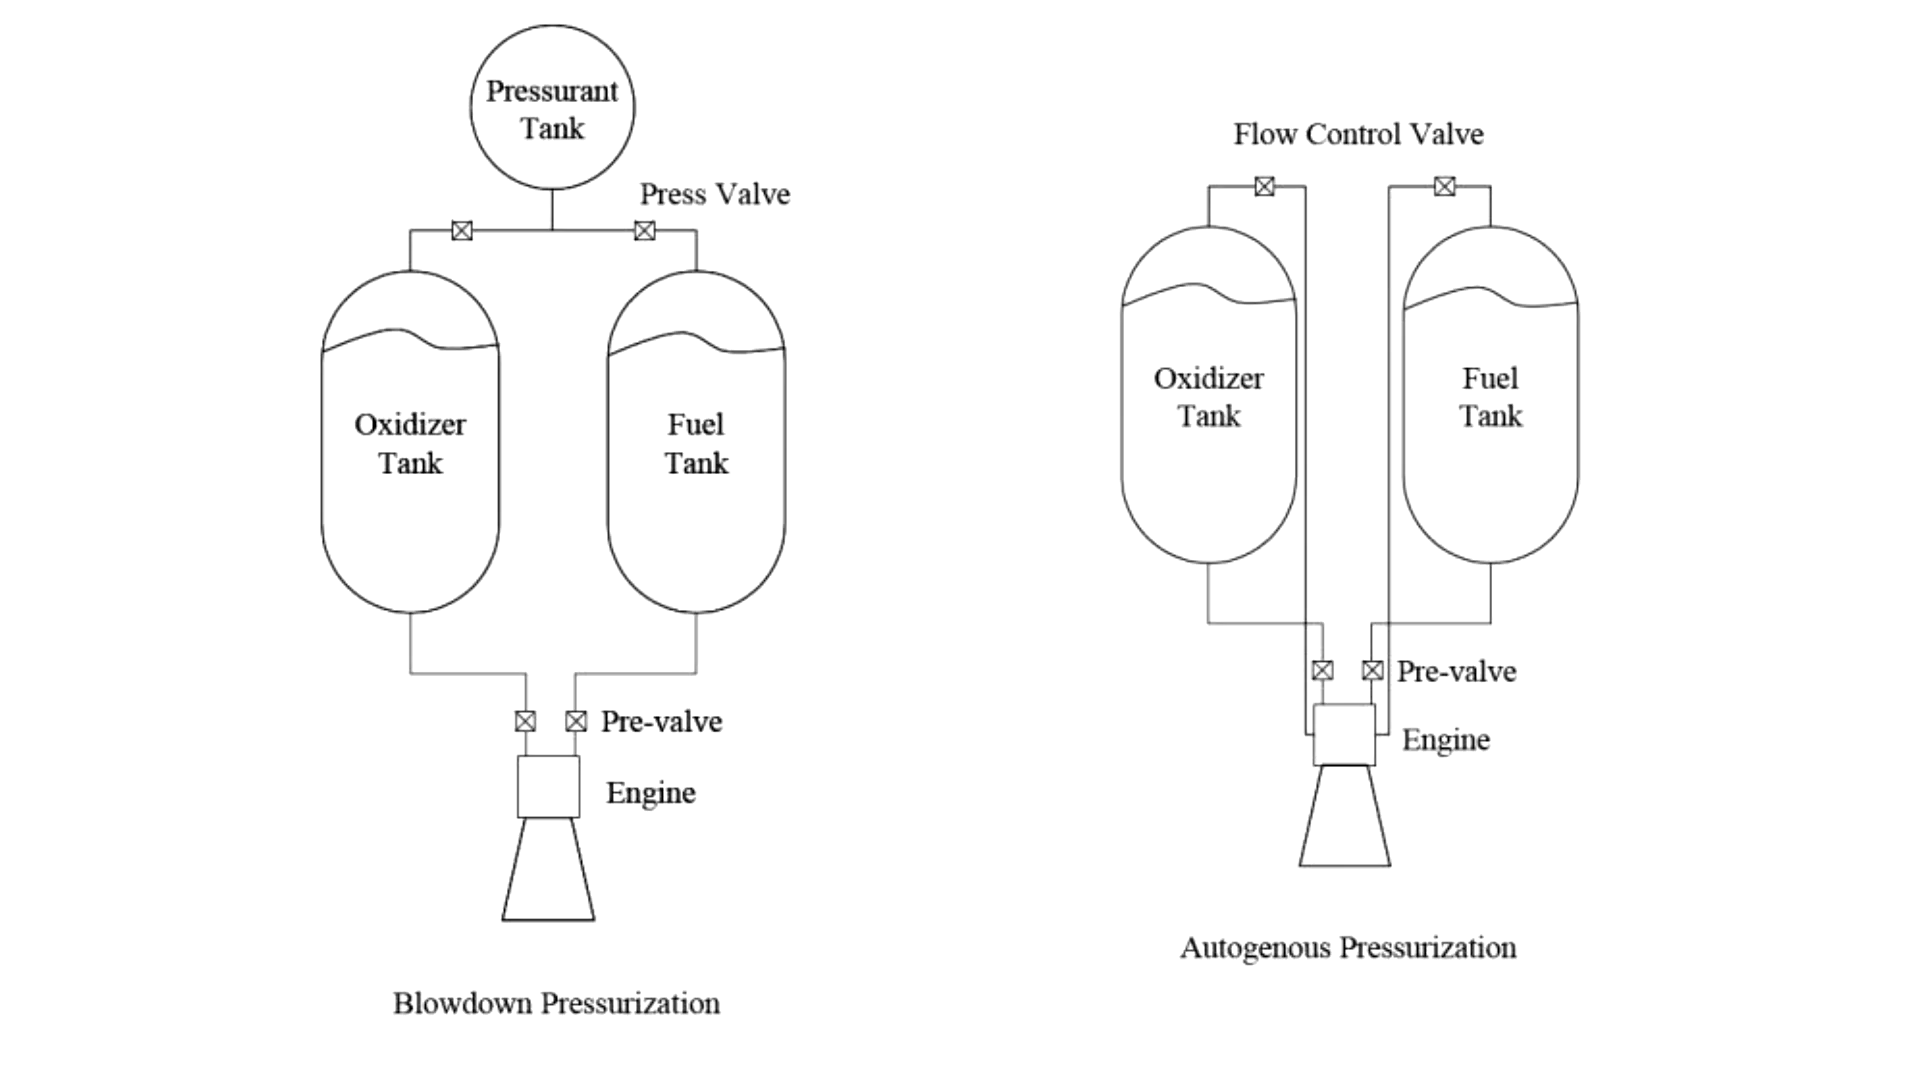 Pressurant
Tank
Press Valve
Oxidizer
Tank
Fuel
Tank
Pre-valve
Engine
Blowdown Pressurization
Flow Control Valve
Oxidizer
Tank
Fuel
Tank
Pre-valve
Engine
Autogenous Pressurization